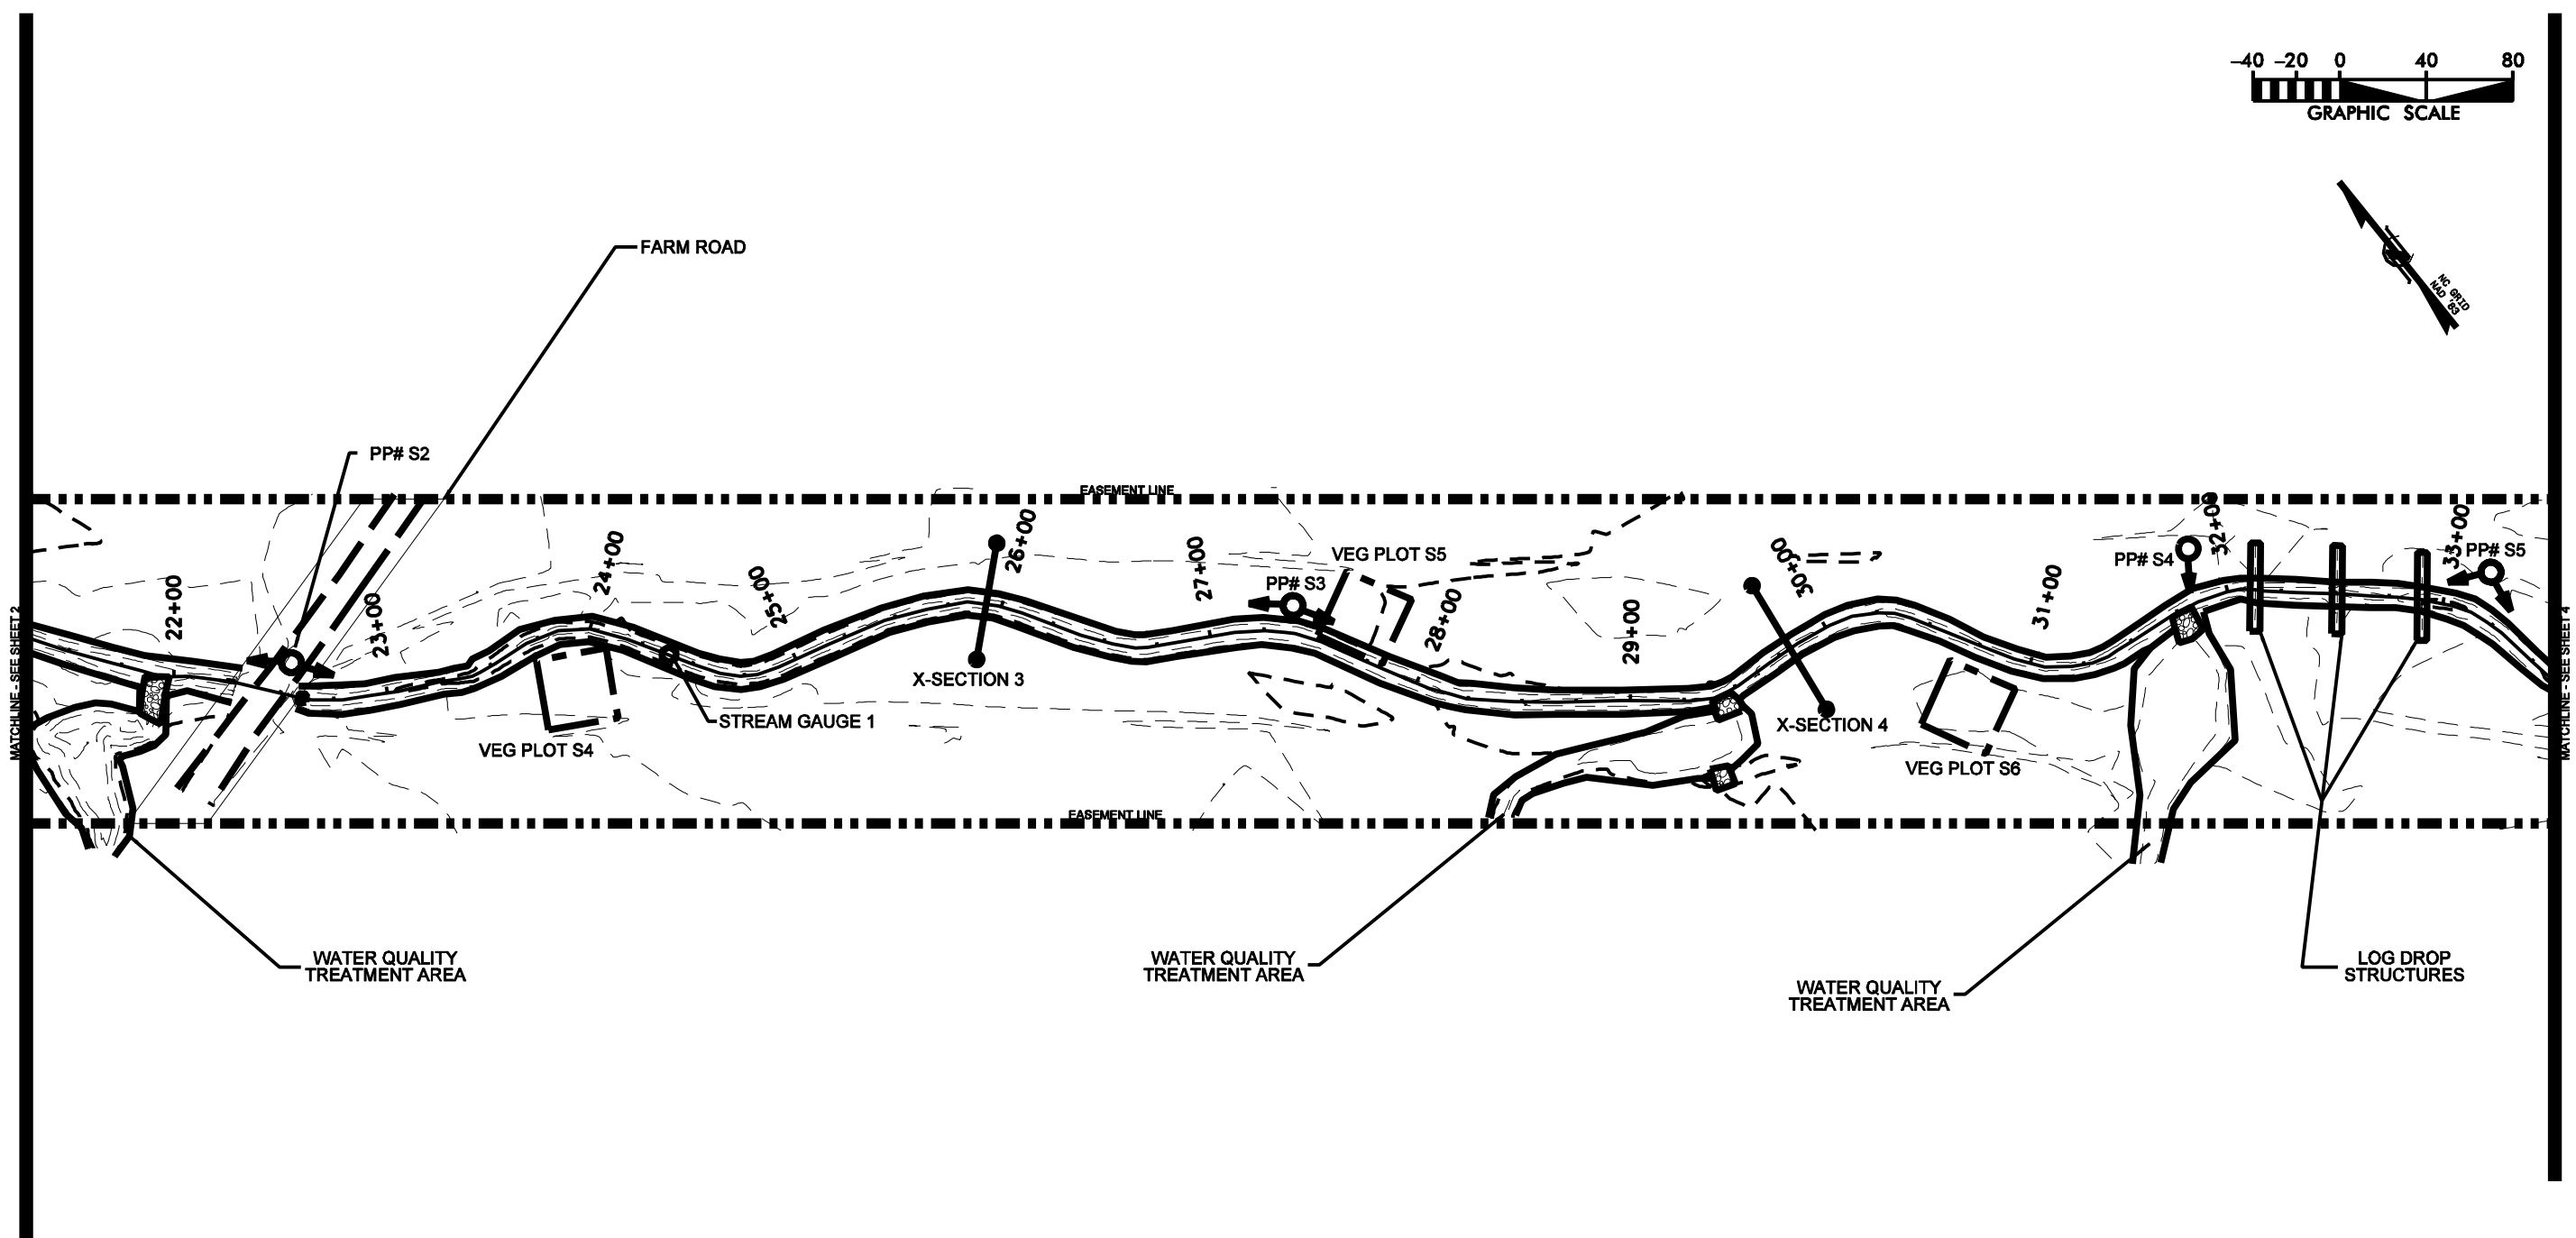 -40 -20 0 40 80
GRAPHIC SCALE
NC GRID
NAD '83
FARM ROAD
PP# S2
EASEMENT LINE
22+00
23+00
24+00
25+00
26+00
27+00
28+00
29+00
30+00
31+00
32+00
33+00
VEG PLOT S5
PP# S3
PP# S4
PP# S5
X-SECTION 3
STREAM GAUGE 1
VEG PLOT S4
X-SECTION 4
VEG PLOT S6
MATCHLINE - SEE SHEET 2
MATCHLINE - SEE SHEET 4
EASEMENT LINE
WATER QUALITY
TREATMENT AREA
WATER QUALITY
TREATMENT AREA
WATER QUALITY
TREATMENT AREA
LOG DROP
STRUCTURES